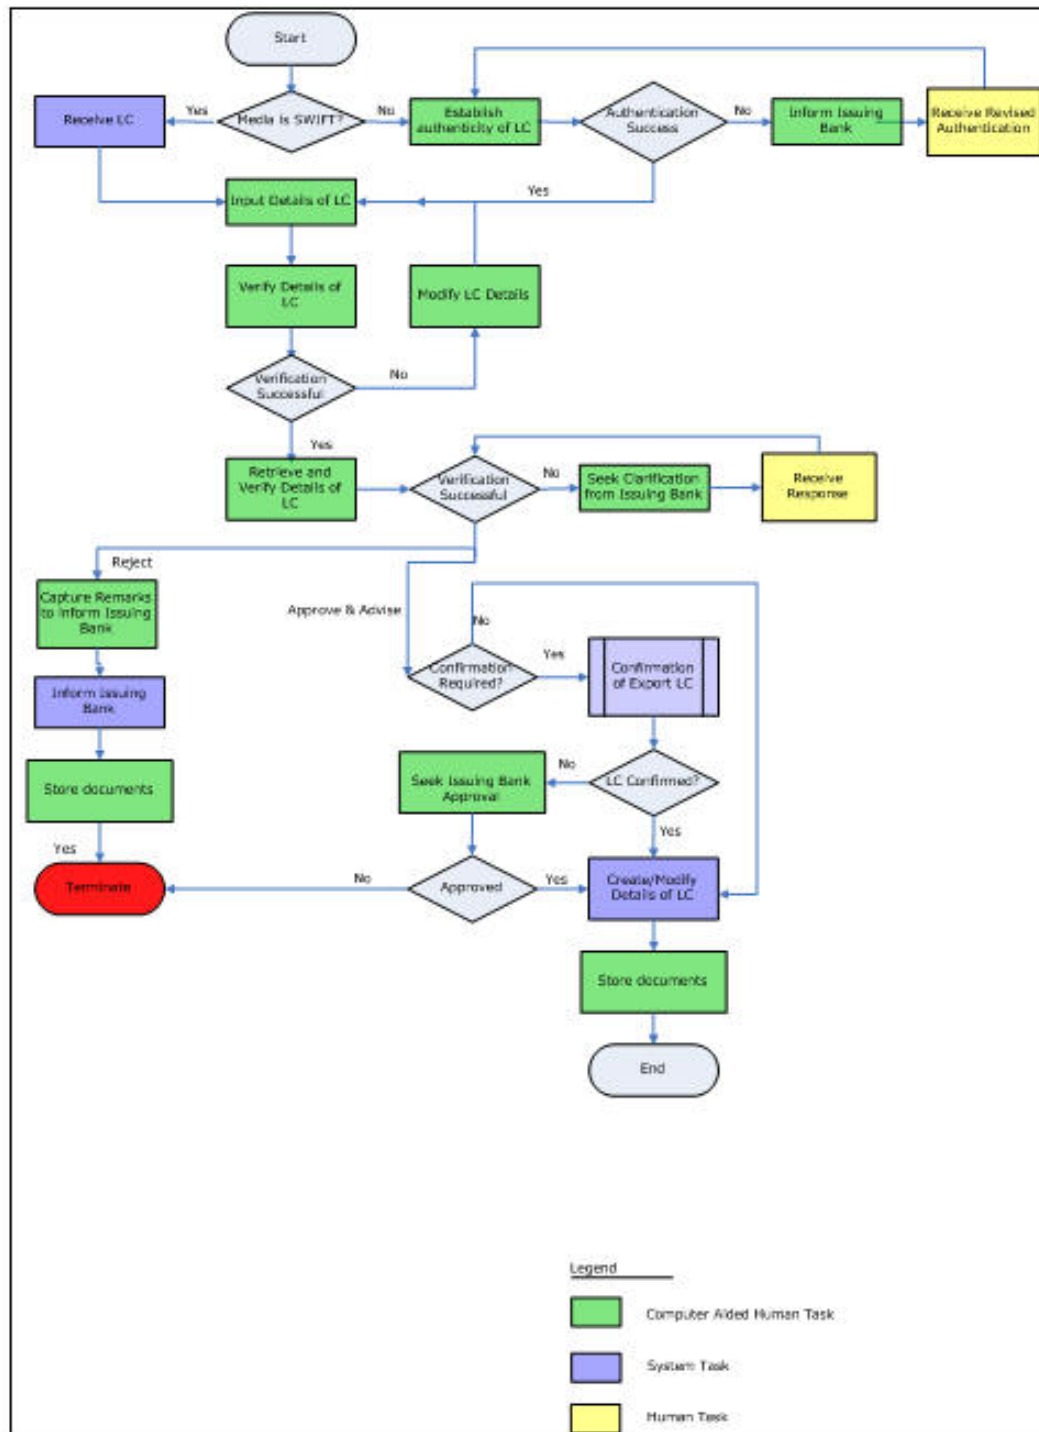 Start
Receive LC
Yes
Media is SWIFT?
No
Establish
authenticity of LC
Authentication
Success
No
Inform Issuing
Bank
Receive Revised
Authentication
Input Details of LC
Yes
Verify Details of
LC
Modify LC Details
Verification
Successful
No
Yes
Retrieve and
Verify Details of
LC
Verification
Successful
No
Seek Clarification
from Issuing Bank
Receive
Response
Reject
Capture Remarks
to Inform Issuing
Bank
Approve & Advise
No
Confirmation
Required?
Yes
Confirmation
of Export LC
Inform Issuing
Bank
Store documents
Seek Issuing Bank
Approval
No
LC Confirmed?
Yes
Yes
Terminate
No
Approved
Yes
Create/Modify
Details of LC
Store documents
End
Legend
Computer Aided Human Task
System Task
Human Task